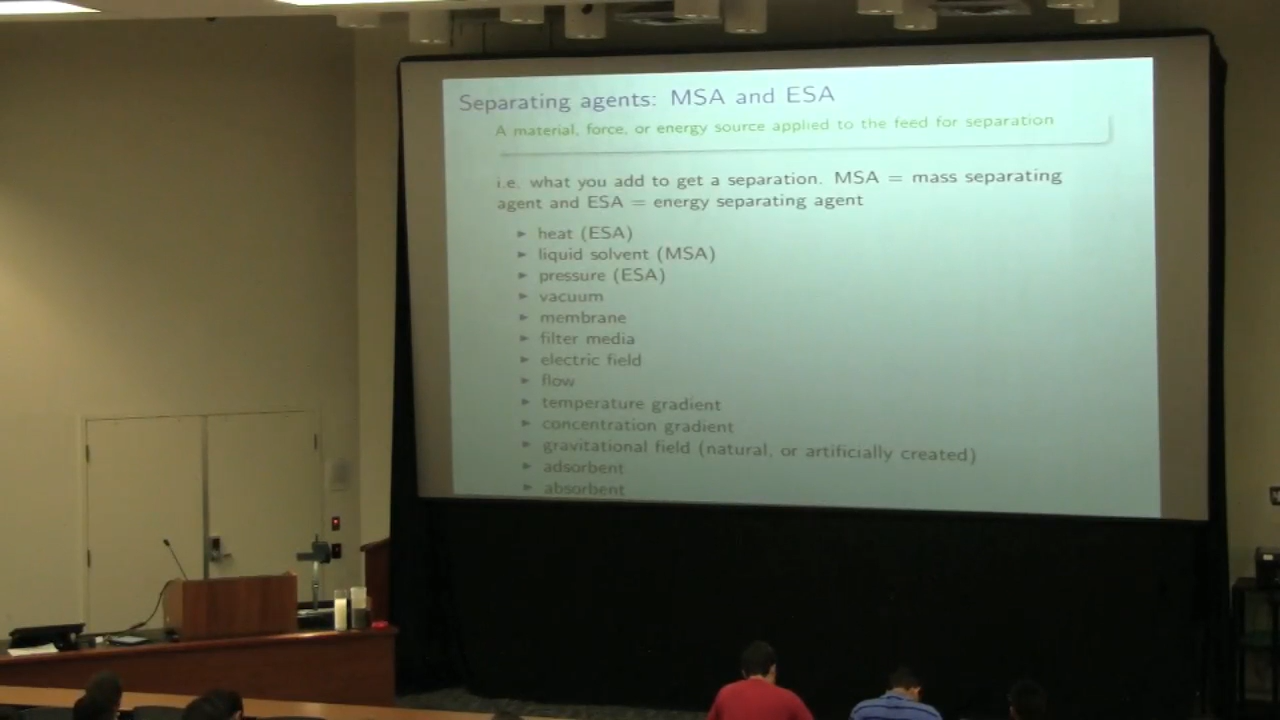 Separating agents: MSA and ESA
A material, force, or energy source applied to the feed for separation
i.e. what you add to get a separation. MSA = mass separating
agent and ESA = energy separating agent
► heat (ESA)
► liquid solvent (MSA)
► pressure (ESA)
► vacuum
► membrane
► filter media
► electric field
► flow
► temperature gradient
► concentration gradient
► gravitational field (natural, or artificially created)
► adsorbent
► absorbent